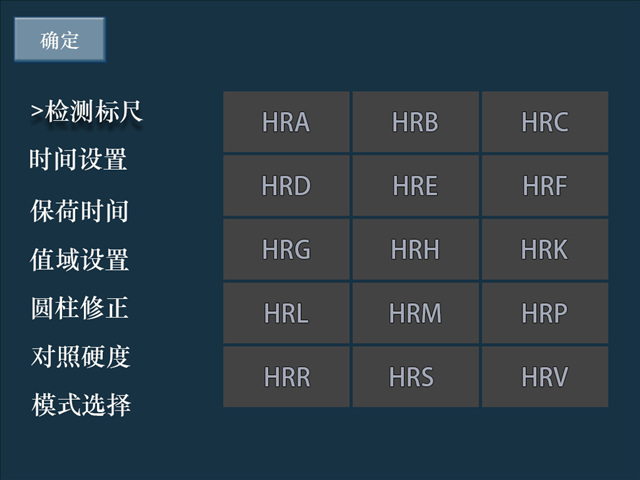 确定
>检测标尺
时间设置
保荷时间
值域设置
圆柱修正
对照硬度
模式选择
HRA HRB HRC
HRD HRE HRF
HRG HRH HRK
HRL HRM HRP
HRR HRS HRV